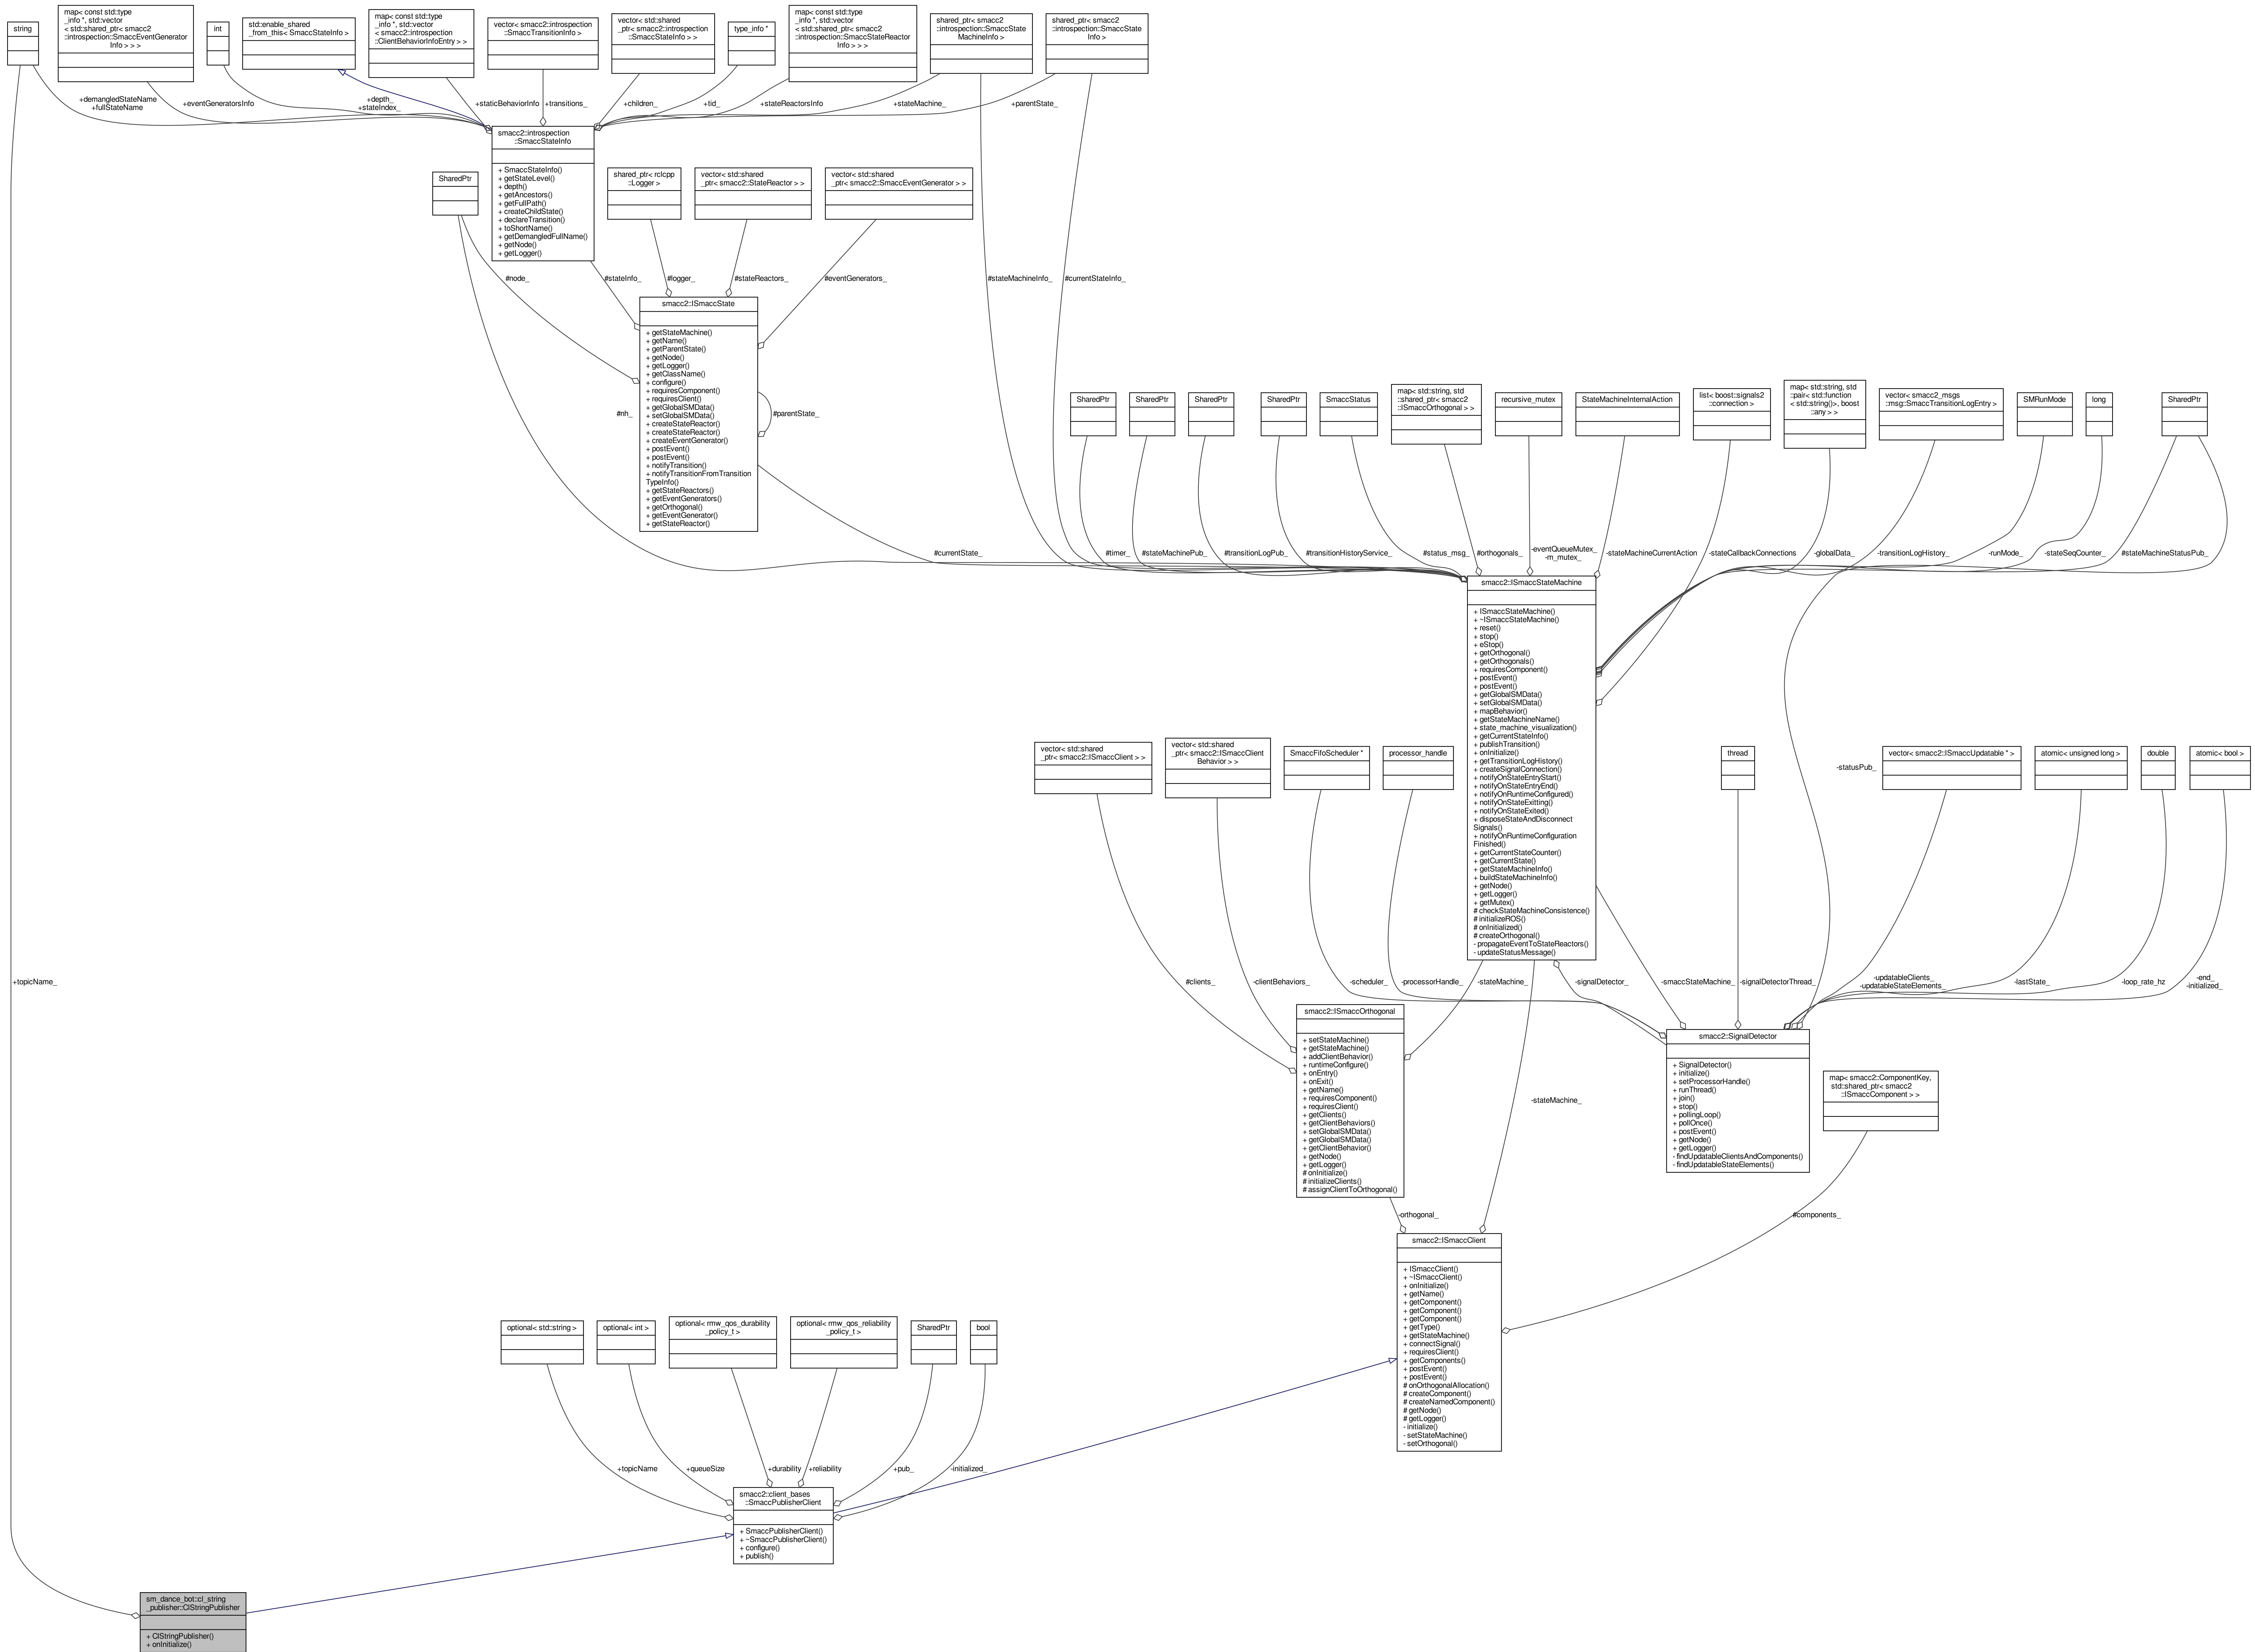 map< const std::type
_info *, std::vector
< std::shared_ptr< smacc2
::introspection::SmaccEventGenerator
Info > > >
string
int
std::enable_shared
_from_this< SmaccStateInfo >
map< const std::type
_info *, std::vector
< smacc2::introspection
::ClientBehaviorInfoEntry > >
vector< smacc2::introspection
::SmaccTransitionInfo >
vector< std::shared
_ptr< smacc2::introspection
::SmaccStateInfo > >
type_info *
map< const std::type
_info *, std::vector
< std::shared_ptr< smacc2
::introspection::SmaccStateReactor
Info > > >
shared_ptr< smacc2
::introspection::SmaccState
MachineInfo >
shared_ptr< smacc2
::introspection::SmaccState
Info >
+demangledStateName
+fullStateName
+eventGeneratorsInfo
+depth_
+stateIndex_
+staticBehaviorInfo
+transitions_
+children_
+tid_
+stateReactorsInfo
+stateMachine_
+parentState_
smacc2::introspection
::SmaccStateInfo
+ SmaccStateInfo()
+ getStateLevel()
+ depth()
+ getAncestors()
+ getFullPath()
+ createChildState()
+ declareTransition()
+ toShortName()
+ getDemangledFullName()
+ getNode()
+ getLogger()
SharedPtr
shared_ptr< rclcpp
::Logger >
vector< std::shared
_ptr< smacc2::StateReactor > >
vector< std::shared
_ptr< smacc2::SmaccEventGenerator > >
#node_
#stateInfo_
#logger_
#stateReactors_
#eventGenerators_
#stateMachineInfo_
#currentStateInfo_
smacc2::ISmaccState
+ getStateMachine()
+ getName()
+ getParentState()
+ getNode()
+ getLogger()
+ getClassName()
+ configure()
+ requiresComponent()
+ requiresClient()
+ getGlobalSMData()
+ setGlobalSMData()
+ createStateReactor()
+ createStateReactor()
+ createEventGenerator()
+ postEvent()
+ postEvent()
+ notifyTransition()
+ notifyTransitionFromTransition
TypeInfo()
+ getStateReactors()
+ getEventGenerators()
+ getOrthogonal()
+ getEventGenerator()
+ getStateReactor()
#nh_
#parentState_
SharedPtr
SharedPtr
SharedPtr
SharedPtr
SmaccStatus
map< std::string, std
::shared_ptr< smacc2
::ISmaccOrthogonal > >
recursive_mutex
StateMachineInternalAction
list< boost::signals2
::connection >
map< std::string, std
::pair< std::function
< std::string()>, boost
::any > >
vector< smacc2_msgs
::msg::SmaccTransitionLogEntry >
SMRunMode
long
SharedPtr
#currentState_
#timer_
#stateMachinePub_
#transitionLogPub_
#transitionHistoryService_
#status_msg_
#orthogonals_
-eventQueueMutex_
-m_mutex_
-stateMachineCurrentAction
-stateCallbackConnections
-globalData_
-transitionLogHistory_
-runMode_
-stateSeqCounter_
#stateMachineStatusPub_
smacc2::ISmaccStateMachine
+ ISmaccStateMachine()
+ ~ISmaccStateMachine()
+ reset()
+ stop()
+ eStop()
+ getOrthogonal()
+ getOrthogonals()
+ requiresComponent()
+ postEvent()
+ postEvent()
+ getGlobalSMData()
+ setGlobalSMData()
+ mapBehavior()
+ getStateMachineName()
+ state_machine_visualization()
+ getCurrentStateInfo()
+ publishTransition()
+ onInitialize()
+ getTransitionLogHistory()
+ createSignalConnection()
+ notifyOnStateEntryStart()
+ notifyOnStateEntryEnd()
+ notifyOnRuntimeConfigured()
+ notifyOnStateExitting()
+ notifyOnStateExited()
+ disposeStateAndDisconnect
Signals()
+ notifyOnRuntimeConfiguration
Finished()
+ getCurrentStateCounter()
+ getCurrentState()
+ getStateMachineInfo()
+ buildStateMachineInfo()
+ getNode()
+ getLogger()
+ getMutex()
# checkStateMachineConsistence()
# initializeROS()
# onInitialized()
# createOrthogonal()
- propagateEventToStateReactors()
- updateStatusMessage()
vector< std::shared
_ptr< smacc2::ISmaccClient > >
vector< std::shared
_ptr< smacc2::ISmaccClient
Behavior > >
SmaccFifoScheduler *
processor_handle
thread
-statusPub_
vector< smacc2::ISmaccUpdatable * >
atomic< unsigned long >
double
atomic< bool >
+topicName_
#clients_
-clientBehaviors_
-scheduler_
-processorHandle_
-stateMachine_
-signalDetector_
-smaccStateMachine_
-signalDetectorThread_
-updatableClients_
-updatableStateElements_
-lastState_
-loop_rate_hz
-end_
-initialized_
smacc2::ISmaccOrthogonal
+ setStateMachine()
+ getStateMachine()
+ addClientBehavior()
+ runtimeConfigure()
+ onEntry()
+ onExit()
+ getName()
+ requiresComponent()
+ requiresClient()
+ getClients()
+ getClientBehaviors()
+ setGlobalSMData()
+ getGlobalSMData()
+ getClientBehavior()
+ getNode()
+ getLogger()
# onInitialize()
# initializeClients()
# assignClientToOrthogonal()
smacc2::SignalDetector
+ SignalDetector()
+ initialize()
+ setProcessorHandle()
+ runThread()
+ join()
+ stop()
+ pollingLoop()
+ pollOnce()
+ postEvent()
+ getNode()
+ getLogger()
- findUpdatableClientsAndComponents()
- findUpdatableStateElements()
map< smacc2::ComponentKey,
std::shared_ptr< smacc2
::ISmaccComponent > >
-stateMachine_
-orthogonal_
#components_
smacc2::ISmaccClient
+ ISmaccClient()
+ ~ISmaccClient()
+ onInitialize()
+ getName()
+ getComponent()
+ getComponent()
+ getComponent()
+ getType()
+ getStateMachine()
+ connectSignal()
+ requiresClient()
+ getComponents()
+ postEvent()
+ postEvent()
# onOrthogonalAllocation()
# createComponent()
# createNamedComponent()
# getNode()
# getLogger()
- initialize()
- setStateMachine()
- setOrthogonal()
optional< std::string >
optional< int >
optional< rmw_qos_durability
_policy_t >
optional< rmw_qos_reliability
_policy_t >
SharedPtr
bool
+topicName
+queueSize
+durability
+reliability
+pub_
-initialized_
smacc2::client_bases
::SmaccPublisherClient
+ SmaccPublisherClient()
+ ~SmaccPublisherClient()
+ configure()
+ publish()
sm_dance_bot::cl_string
_publisher::ClStringPublisher
+ ClStringPublisher()
+ onInitialize()